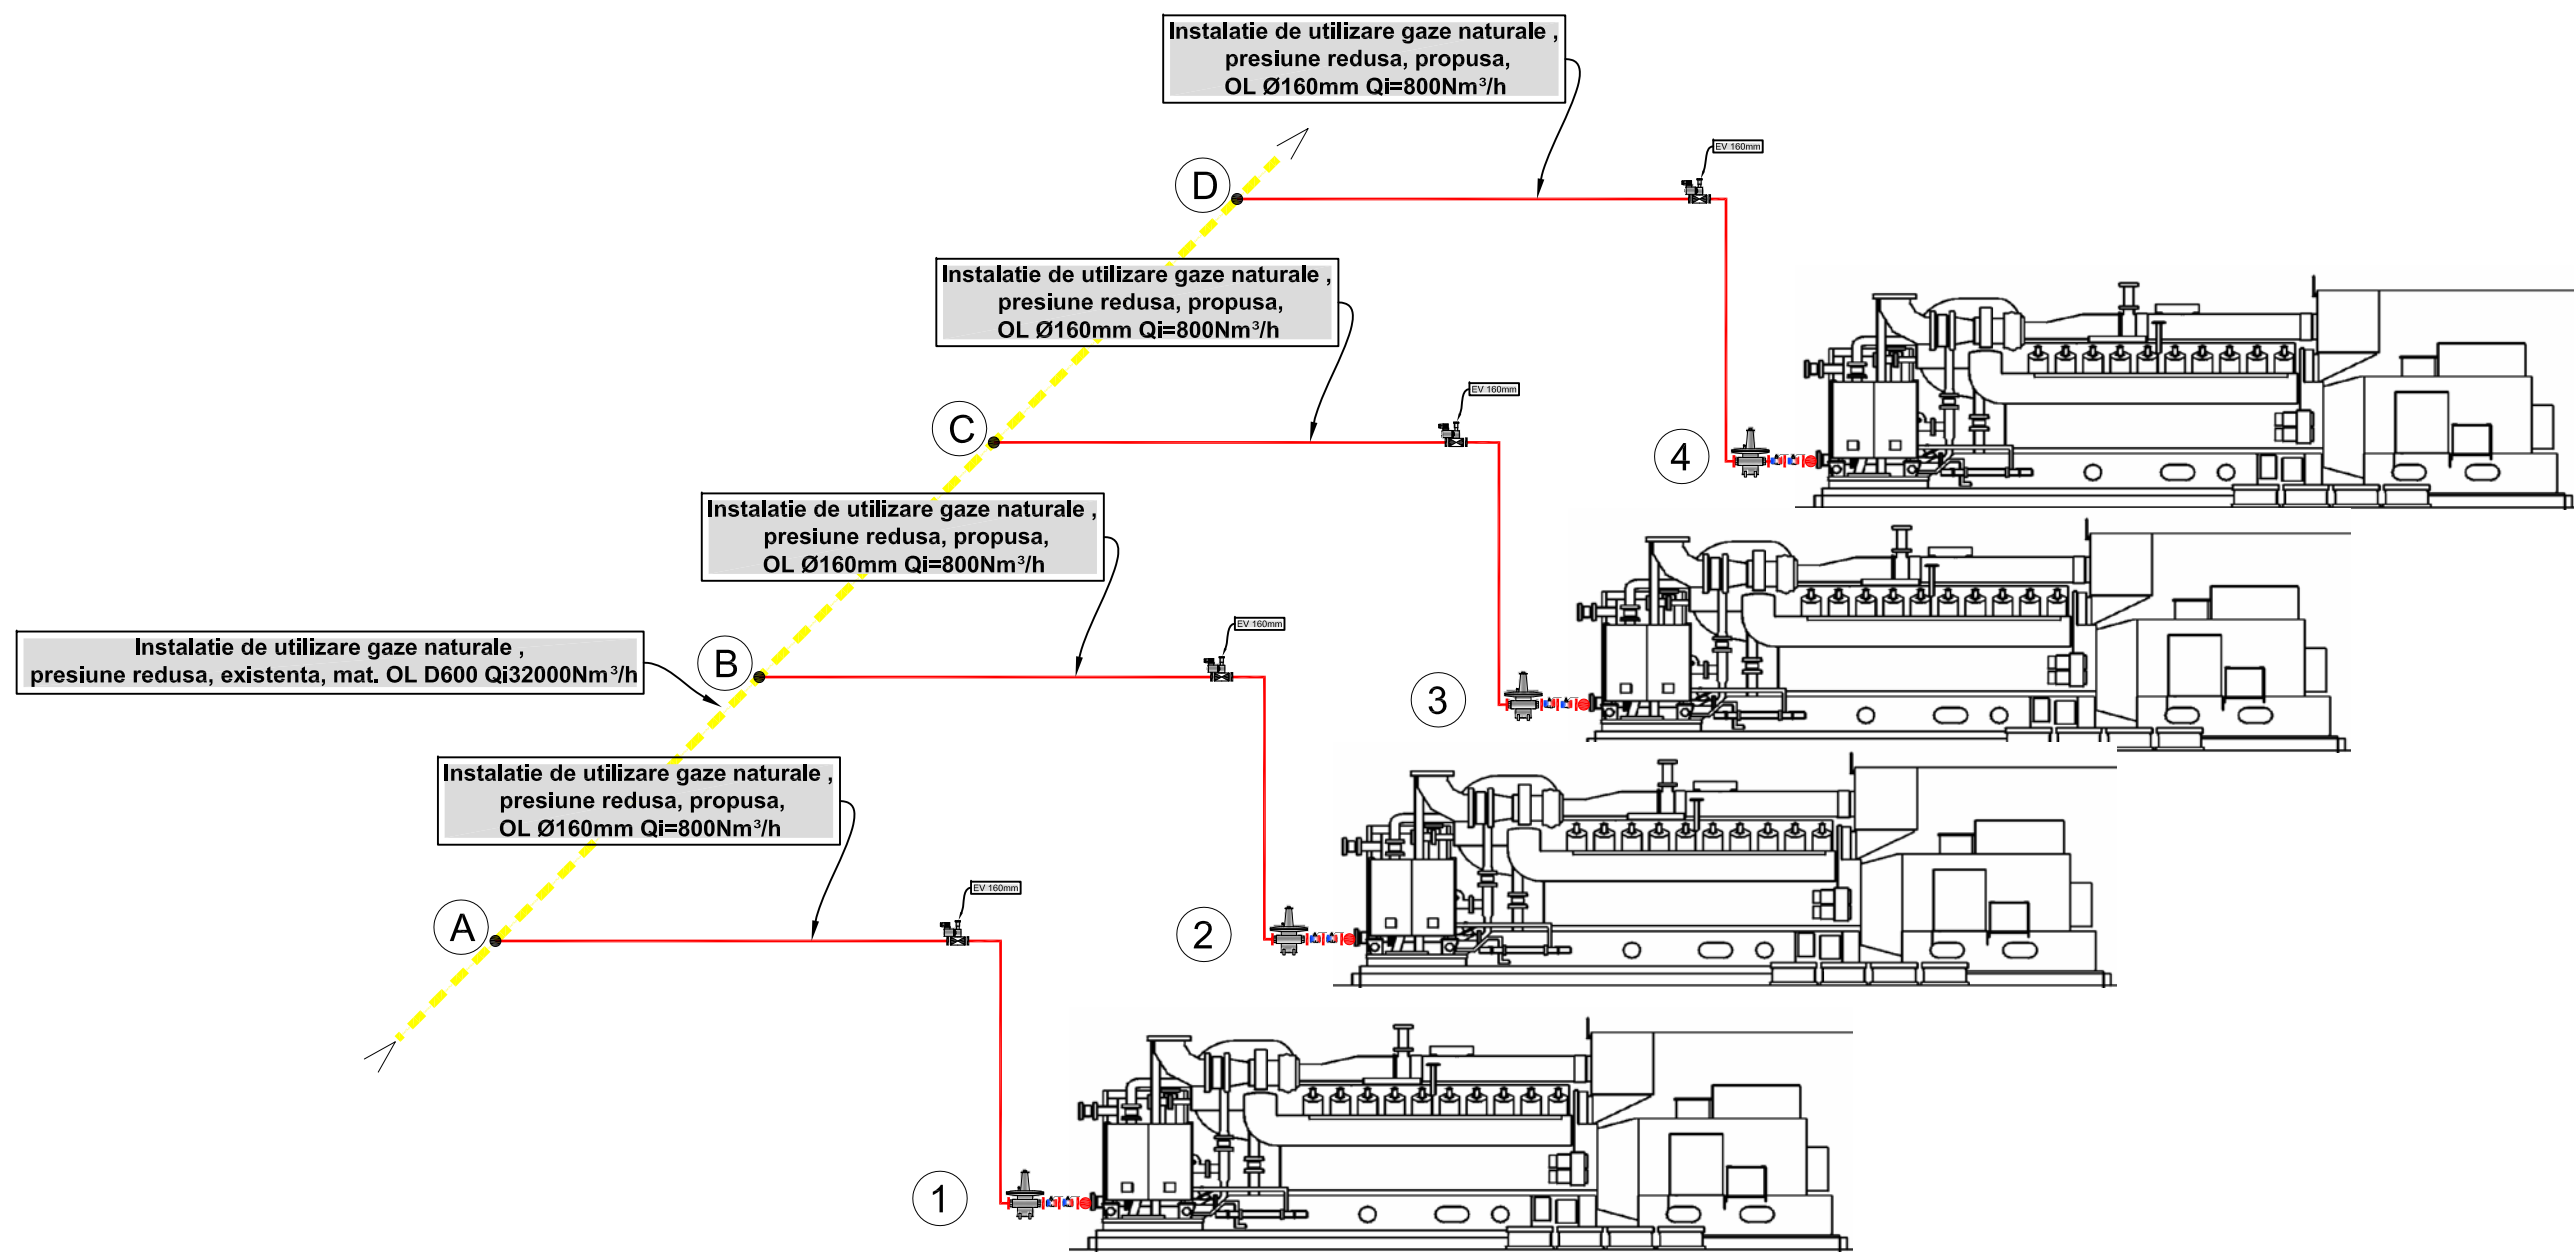 Instalatie de utilizare gaze naturale ,
presiune redusa, propusa,
OL Ø160mm Qi=800Nm³/h
EV 160mm
D
Instalatie de utilizare gaze naturale ,
presiune redusa, propusa,
OL Ø160mm Qi=800Nm³/h
EV 160mm
C
4
Instalatie de utilizare gaze naturale ,
presiune redusa, propusa,
OL Ø160mm Qi=800Nm³/h
EV 160mm
Instalatie de utilizare gaze naturale ,
presiune redusa, existenta, mat. OL D600 Qi32000Nm³/h
B
3
Instalatie de utilizare gaze naturale ,
presiune redusa, propusa,
OL Ø160mm Qi=800Nm³/h
EV 160mm
A
2
1